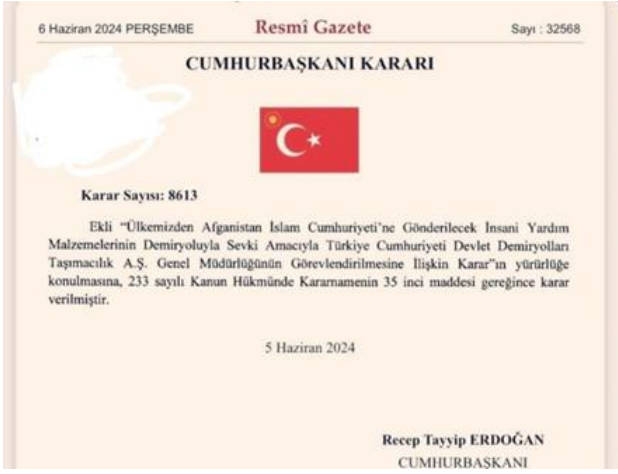 6 Haziran 2024 PERŞEMBE
Resmî Gazete
Sayı : 32568
CUMHURBAŞKANI KARARI
Karar Sayısı: 8613
Ekli “Ülkemizden Afganistan İslam Cumhuriyeti’ne Gönderilecek İnsani Yardım
Malzemelerinin Demiryoluyla Sevki Amacıyla Türkiye Cumhuriyeti Devlet Demiryolları
Taşımacılık A.Ş. Genel Müdürlüğünün Görevlendirilmesine İlişkin Karar”ın yürürlüğe
konulmasına, 233 sayılı Kanun Hükmünde Kararnamenin 35 inci maddesi gereğince karar
verilmiştir.
5 Haziran 2024
Recep Tayyip ERDOĞAN
CUMHURBAŞKANI